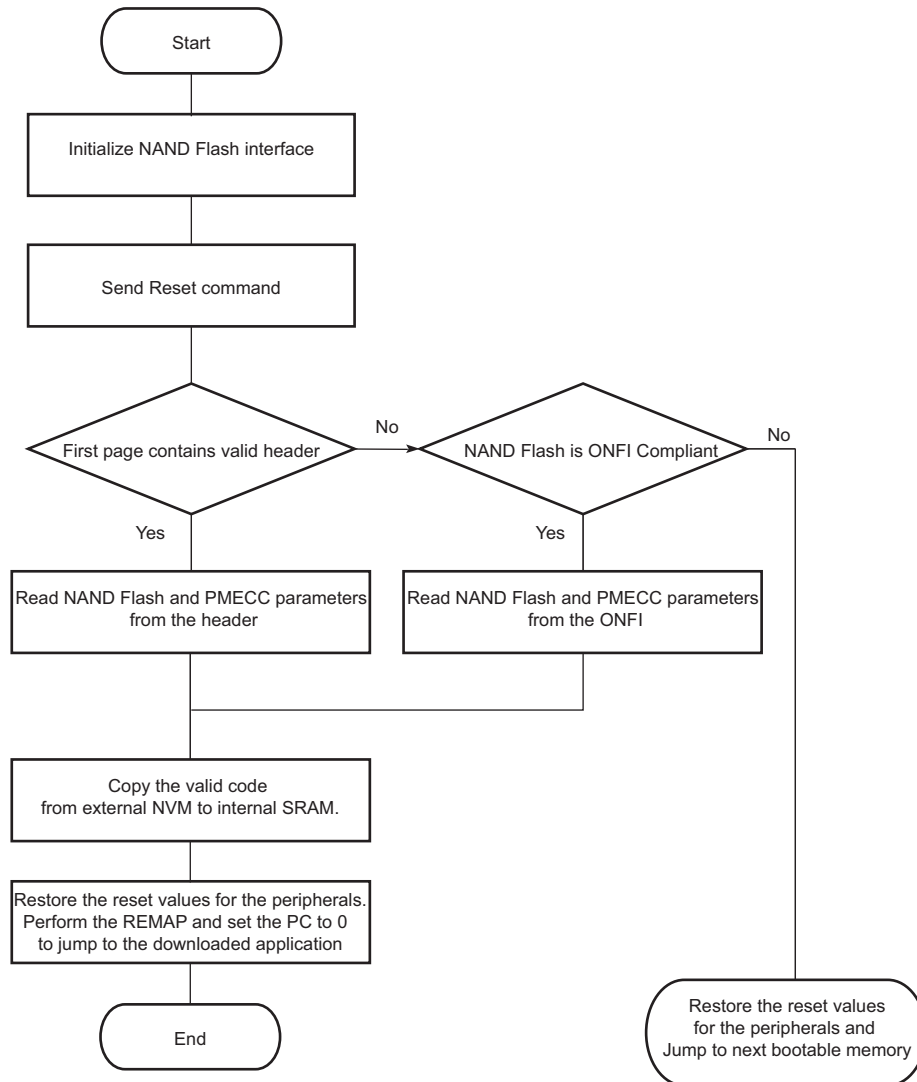 Start
Initialize NAND Flash interface
Send Reset command
First page contains valid header
No
NAND Flash is ONFI Compliant
No
Yes
Yes
Read NAND Flash and PMECC parameters
from the header
Read NAND Flash and PMECC parameters
from the ONFI
Copy the valid code
from external NVM to internal SRAM.
Restore the reset values for the peripherals.
Perform the REMAP and set the PC to 0
to jump to the downloaded application
End
Restore the reset values
for the peripherals and
Jump to next bootable memory